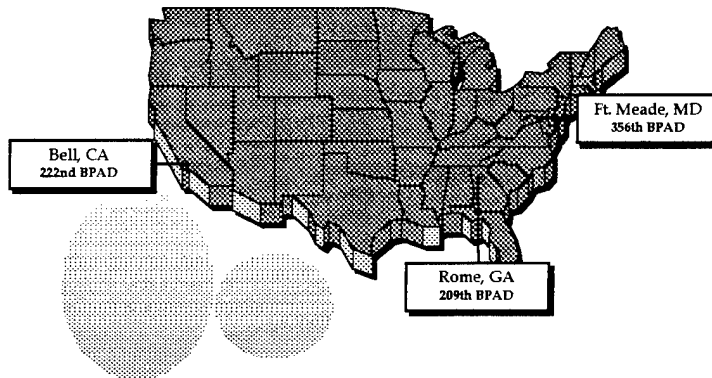 Ft. Meade, MD
356th BPAD
Bell, CA
222nd BPAD
Rome, GA
209th BPAD